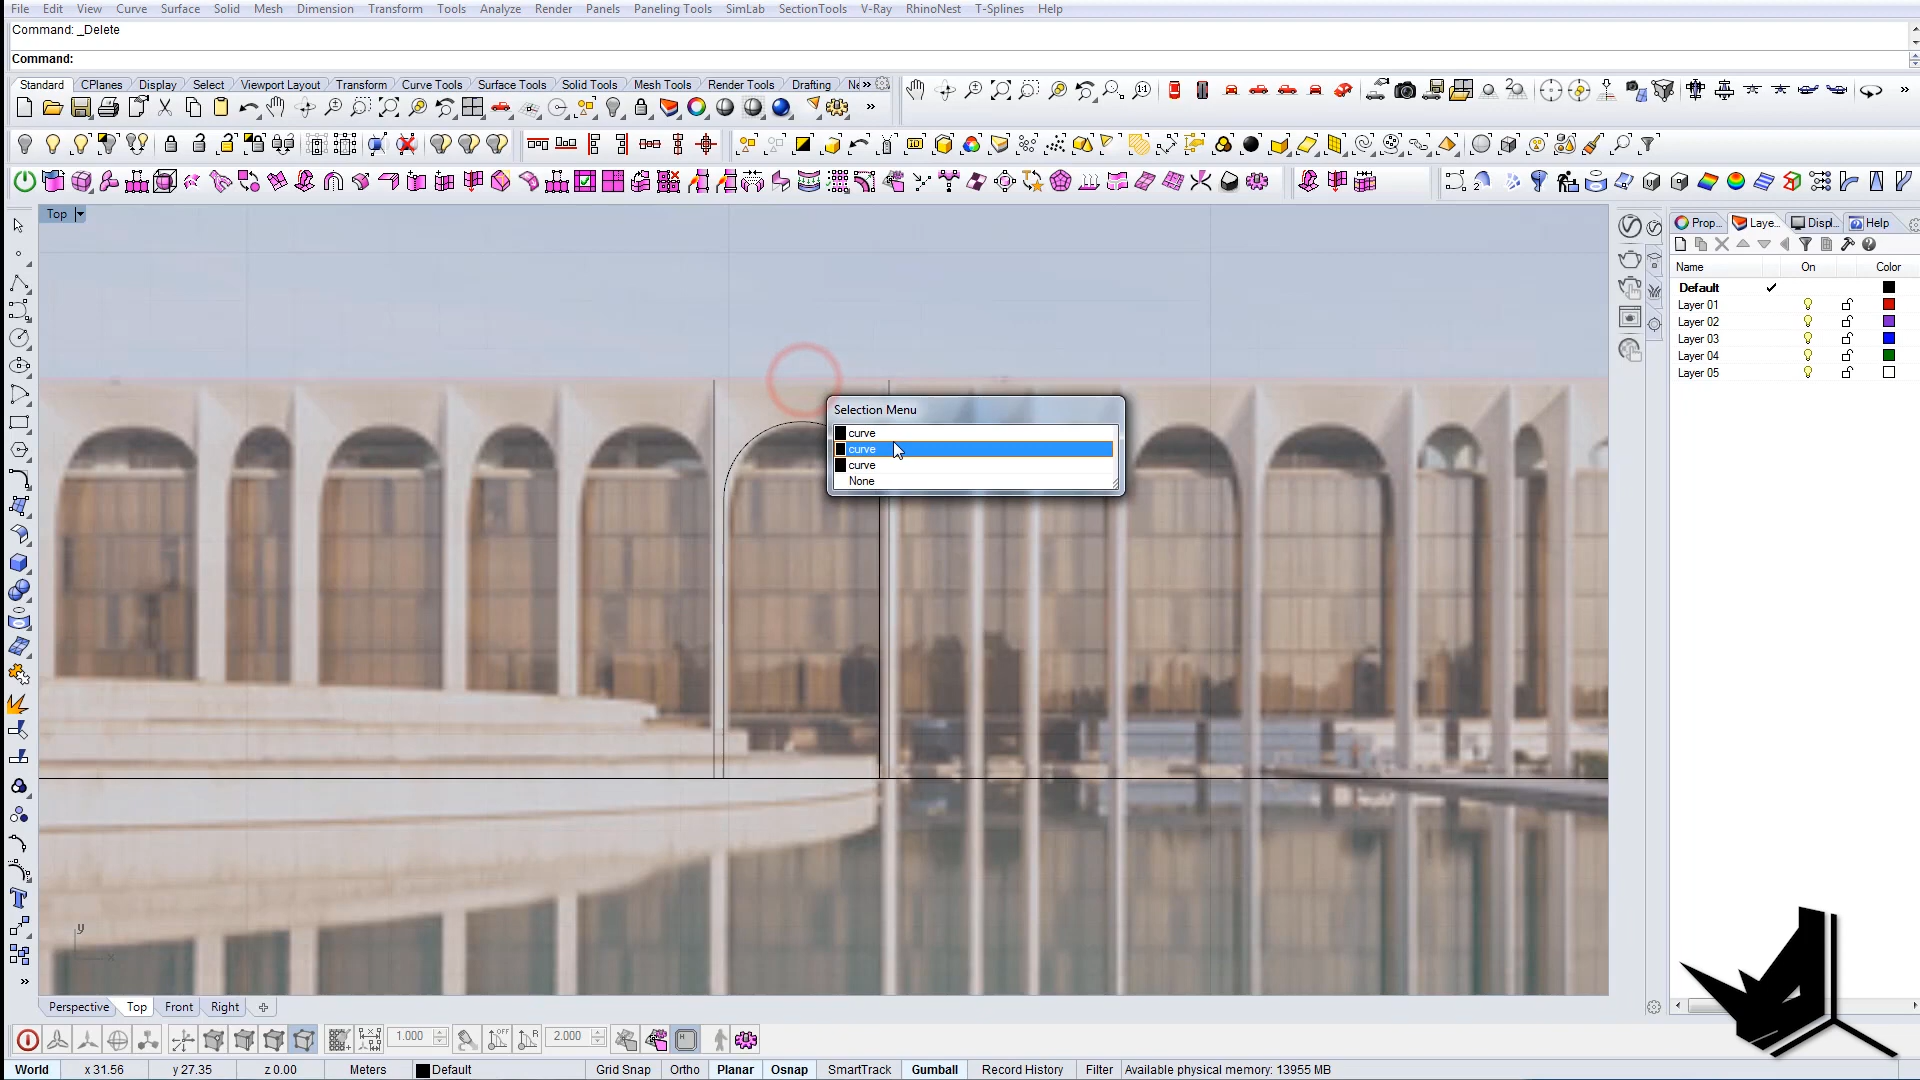 File Edit View Curve Surface Solid Mesh Dimension Transform Tools Analyze Render Panels Paneling Tools SimLab SectionTools V-Ray RhinoNest T-Splines Help
Command: _Delete
Command:
Standard CPlanes Display Select Viewport Layout Transform Curve Tools Surface Tools Solid Tools Mesh Tools Render Tools Drafting Ne
Top
Prop... Laye... Displ... Help
Name On Color
Default
Layer 01
Layer 02
Layer 03
Layer 04
Layer 05
Selection Menu
curve
curve
curve
None
y
x
Perspective Top Front Right
1.000 2.000
World x 31.56 y 27.35 z 0.00 Meters Default Grid Snap Ortho Planar Osnap SmartTrack Gumball Record History Filter Available physical memory: 13955 MB